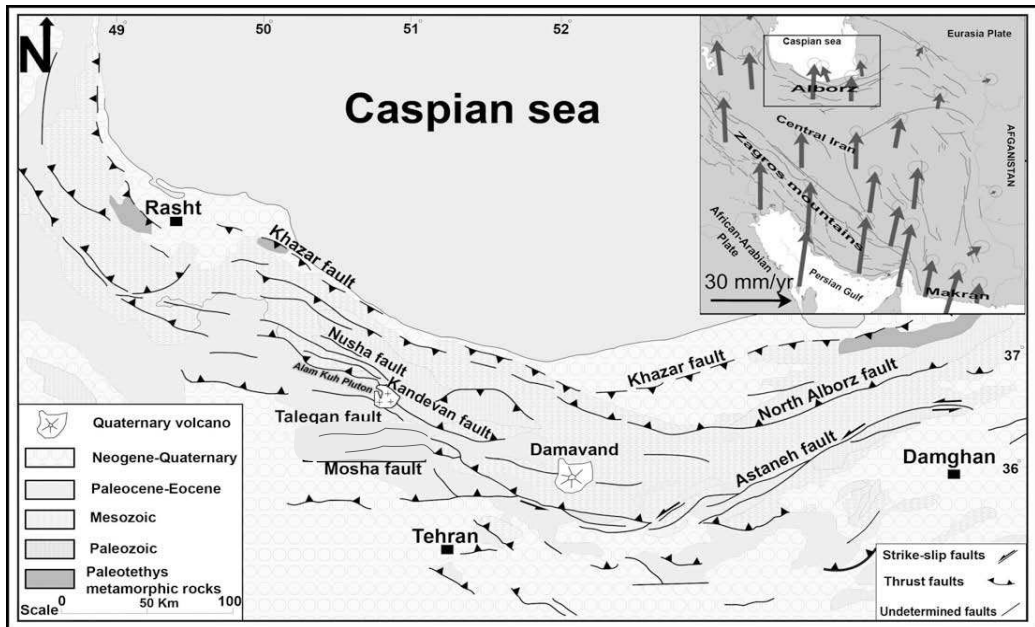 49
50
51
52
N
Caspian sea
Rasht
Khazar fault
Nusha fault
Alam Kuh Pluton
Kandevan fault
Taleqan fault
Mosha fault
Damavand
Tehran
Khazar fault
North Alborz fault
Astaneh fault
Damghan
37
36
Caspian sea
Eurasia Plate
Alborz
Central Iran
AFGANISTAN
Zagros mountains
African-Arabian
Plate
Persian Gulf
Makran
30 mm/yr
Quaternary volcano
Neogene-Quaternary
Paleocene-Eocene
Mesozoic
Paleozoic
Paleotethys
metamorphic rocks
Scale
0
50 Km
100
Strike-slip faults
Thrust faults
Undetermined faults